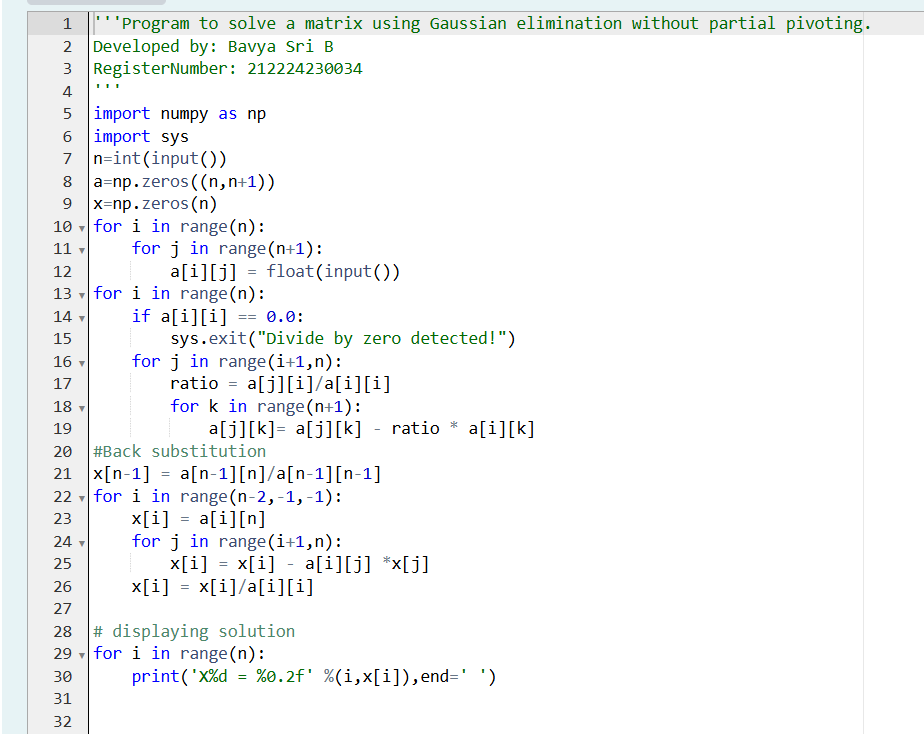 1 '''Program to solve a matrix using Gaussian elimination without partial pivoting.
2 Developed by: Bavya Sri B
3 RegisterNumber: 212224230034
4 '''
5 import numpy as np
6 import sys
7 n=int(input())
8 a=np.zeros((n,n+1))
9 x=np.zeros(n)
10 for i in range(n):
11     for j in range(n+1):
12         a[i][j] = float(input())
13 for i in range(n):
14     if a[i][i] == 0.0:
15         sys.exit("Divide by zero detected!")
16     for j in range(i+1,n):
17         ratio = a[j][i]/a[i][i]
18         for k in range(n+1):
19             a[j][k]= a[j][k] - ratio * a[i][k]
20 #Back substitution
21 x[n-1] = a[n-1][n]/a[n-1][n-1]
22 for i in range(n-2,-1,-1):
23     x[i] = a[i][n]
24     for j in range(i+1,n):
25         x[i] = x[i] - a[i][j] *x[j]
26     x[i] = x[i]/a[i][i]
27
28 # displaying solution
29 for i in range(n):
30     print('X%d = %0.2f' %(i,x[i]),end=' ')
31
32